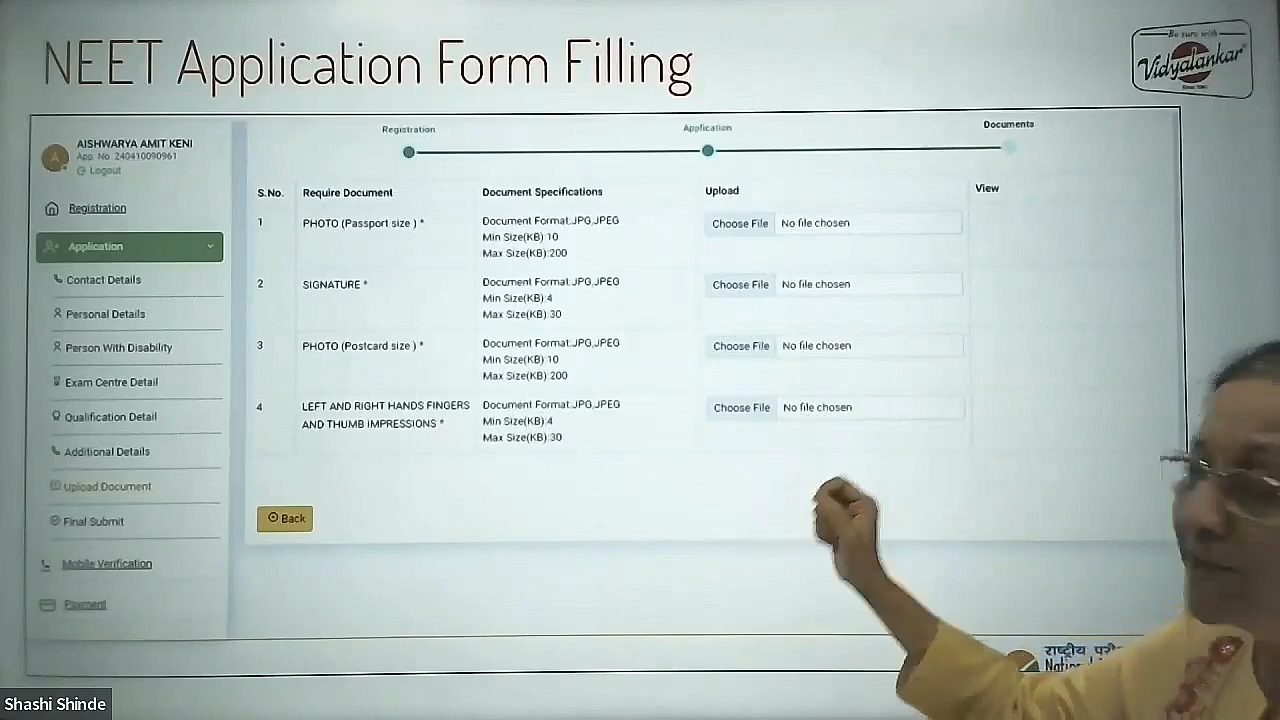 NEET Application Form Filling
Be sure with
Vidyalankar
AISHWARYA AMIT KENI
App. No. 240410090961
Logout
Registration
Application
Contact Details
Personal Details
Person With Disability
Exam Centre Detail
Qualification Detail
Additional Details
Upload Document
Final Submit
Mobile Verification
Payment
Registration Application Documents
S.No. Require Document Document Specifications Upload View
1 PHOTO (Passport size ) * Document Format:JPG,JPEG Choose File No file chosen
Min Size(KB) 10
Max Size(KB):200
2 SIGNATURE * Document Format:JPG,JPEG Choose File No file chosen
Min Size(KB):4
Max Size(KB):30
3 PHOTO (Postcard size ) * Document Format:JPG,JPEG Choose File No file chosen
Min Size(KB) 10
Max Size(KB) 200
4 LEFT AND RIGHT HANDS FINGERS Document Format:JPG,JPEG Choose File No file chosen
AND THUMB IMPRESSIONS * Min Size(KB):4
Max Size(KB):30
Back
राष्ट्रीय
Shashi Shinde